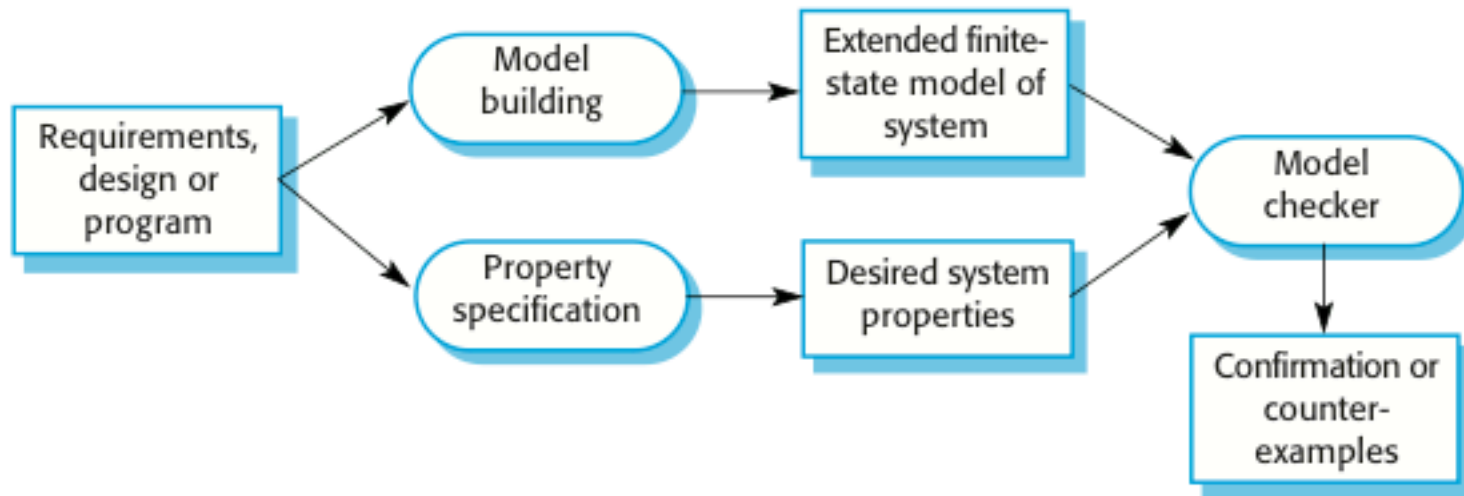 Requirements,
design or
program
Model
building
Extended finite-
state model of
system
Property
specification
Desired system
properties
Model
checker
Confirmation or
counter-
examples